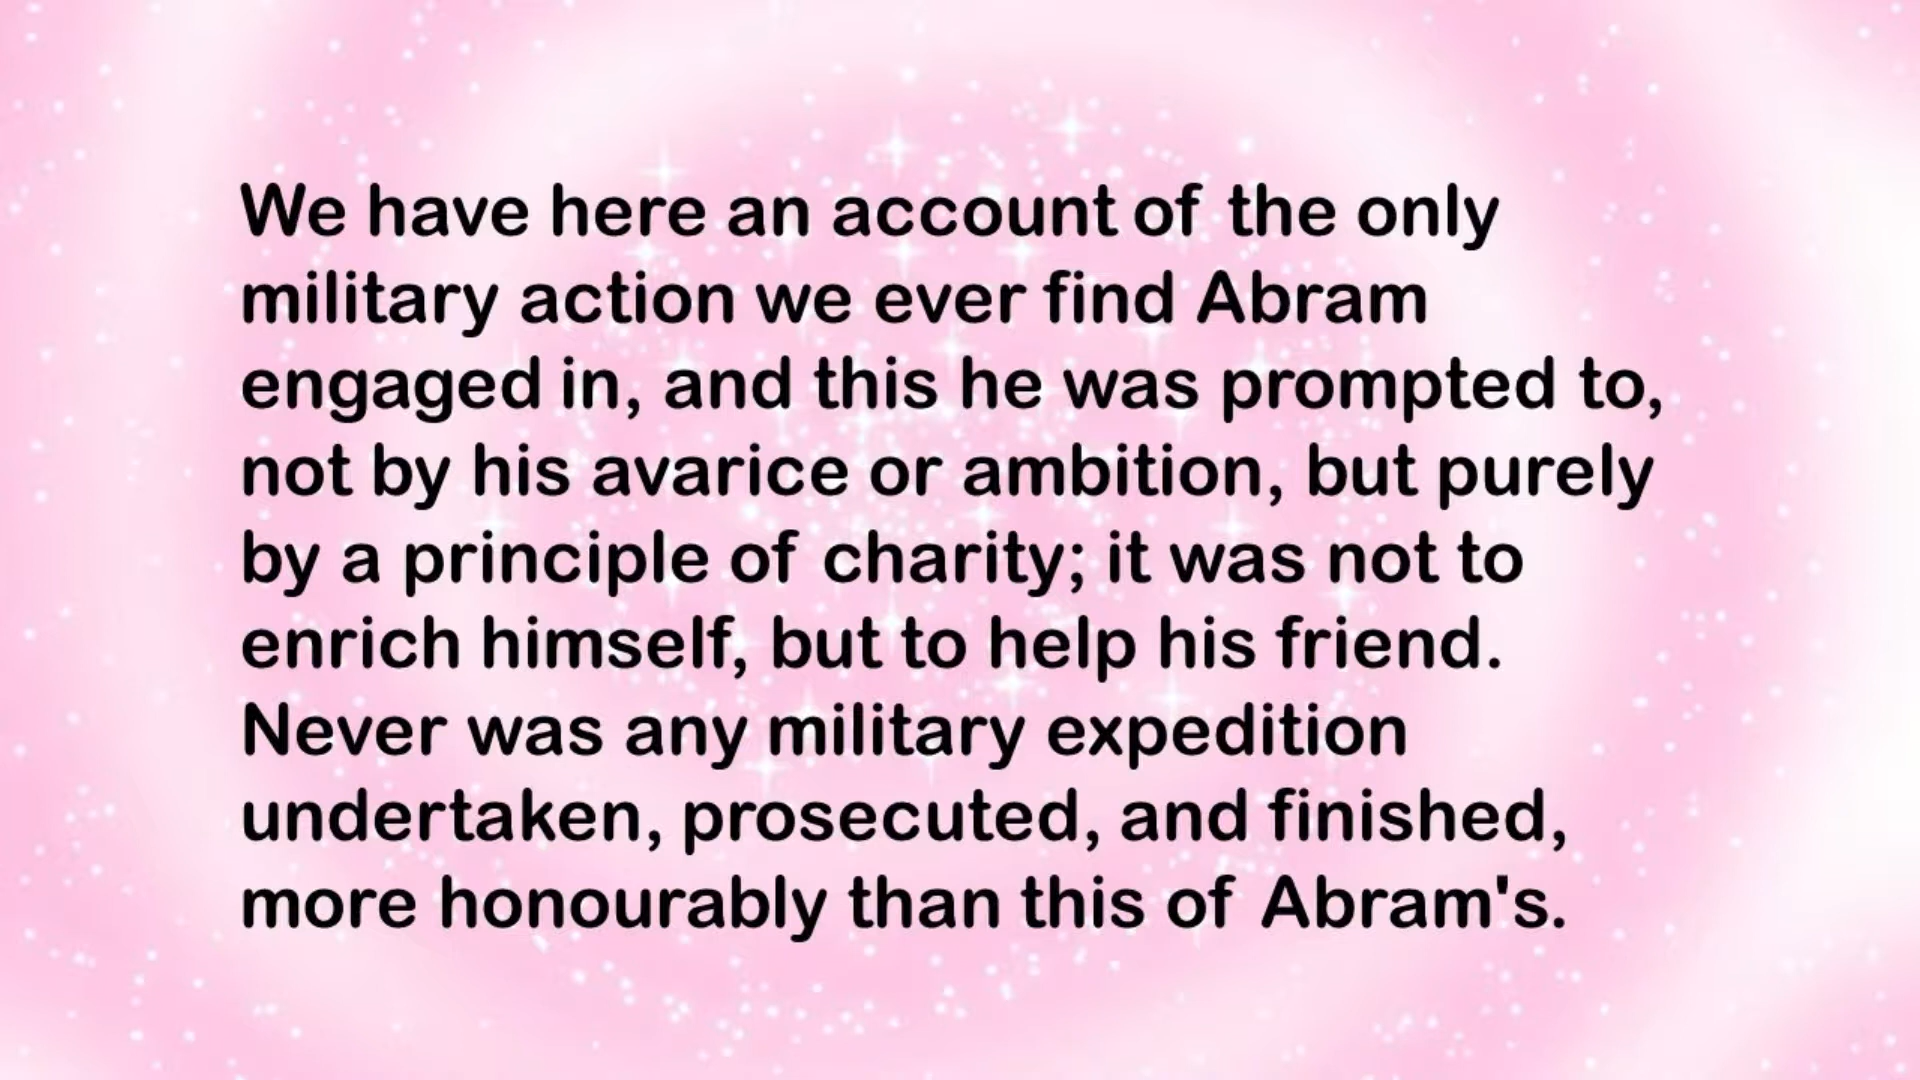 We have here an account of the only
military action we ever find Abram
engaged in, and this he was prompted to,
not by his avarice or ambition, but purely
by a principle of charity; it was not to
enrich himself, but to help his friend.
Never was any military expedition
undertaken, prosecuted, and finished,
more honourably than this of Abram's.